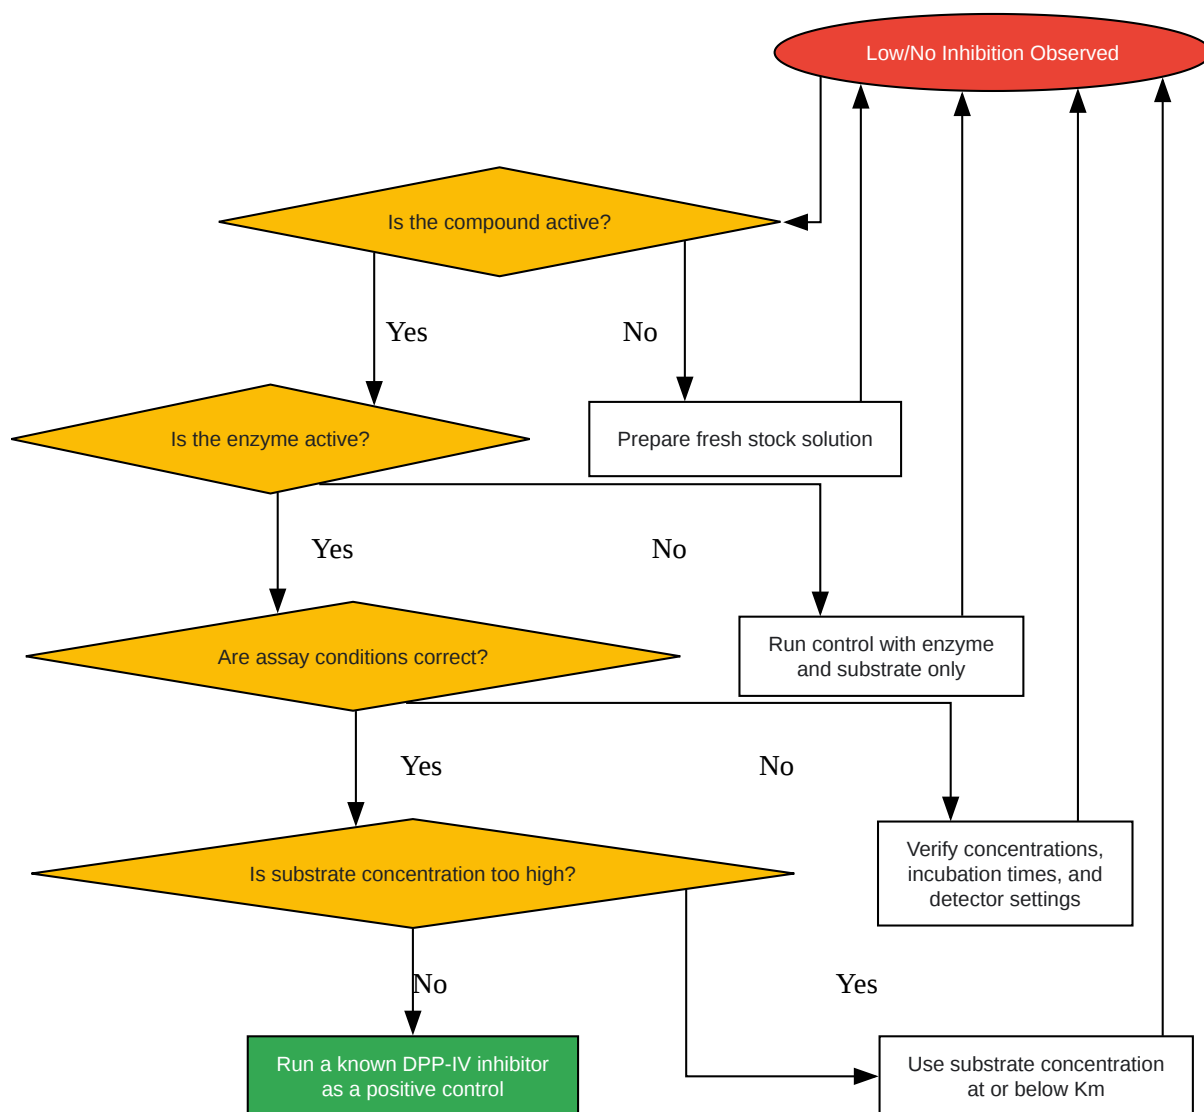 Low/No Inhibition Observed
Is the compound active?
Yes
No
Is the enzyme active?
Prepare fresh stock solution
Yes
No
Are assay conditions correct?
Run control with enzyme
and substrate only
Yes
No
Is substrate concentration too high?
Verify concentrations,
incubation times, and
detector settings
No
Yes
Run a known DPP-IV inhibitor
as a positive control
Use substrate concentration
at or below Km